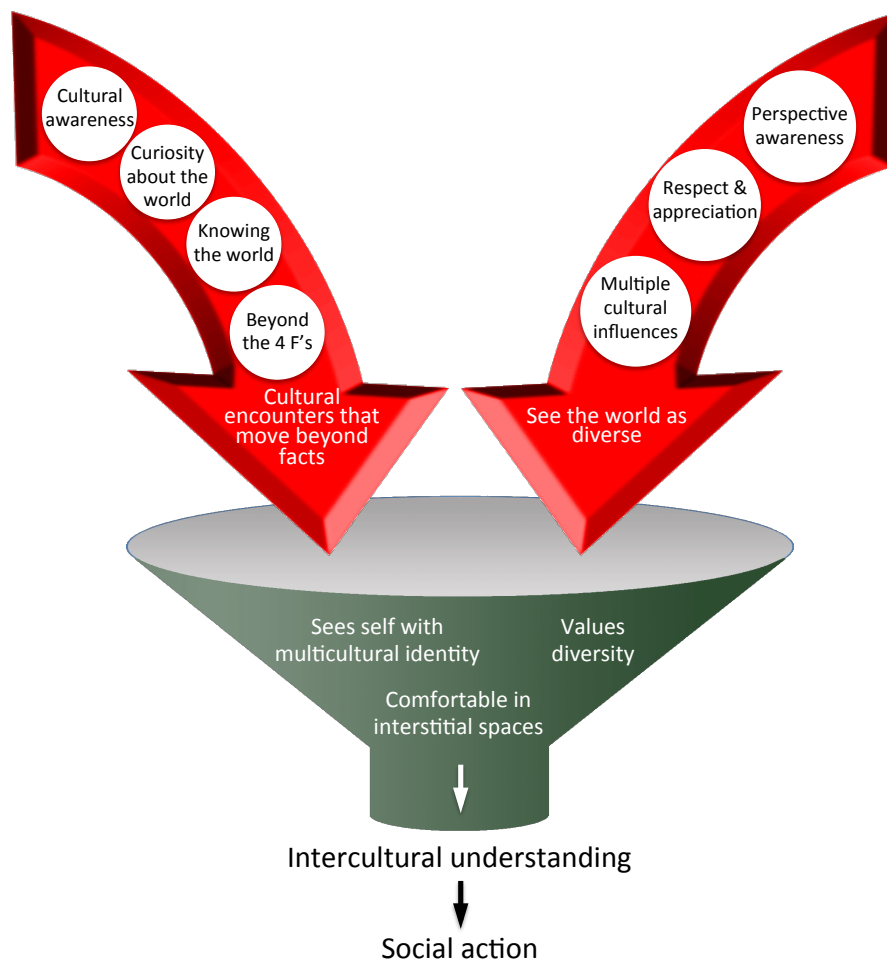 Cultural
awareness
Curiosity
about the
world
Knowing
the world
Beyond
the 4 F's
Cultural
encounters that
move beyond
facts
Perspective
awareness
Respect &
appreciation
Multiple
cultural
influences
See the world as
diverse
Sees self with
multicultural identity
Values
diversity
Comfortable in
interstitial spaces
Intercultural understanding
Social action